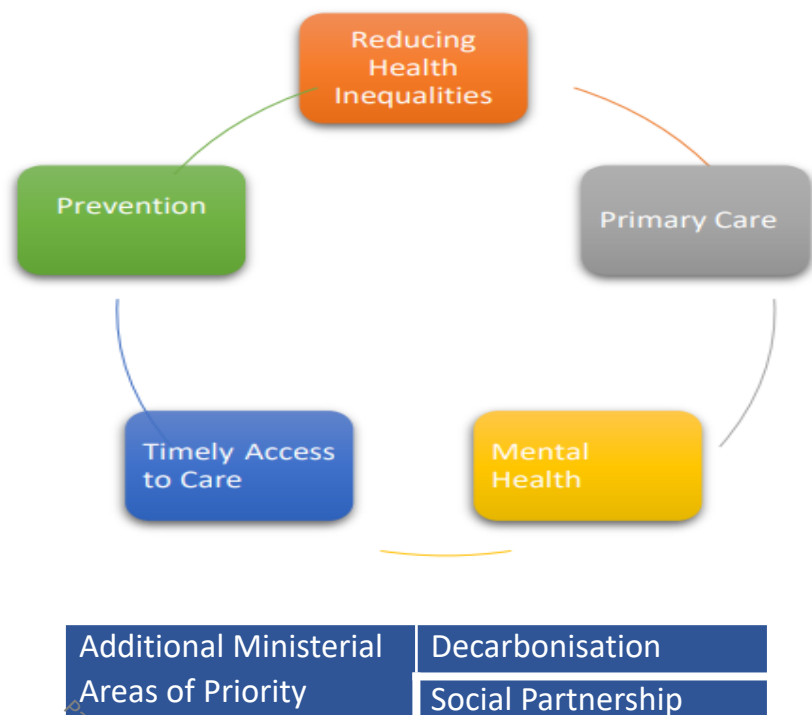 Reducing
Health
Inequalities
Prevention
Primary Care
Timely Access
to Care
Mental
Health
Additional Ministerial
Areas of Priority
Decarbonisation
Social Partnership